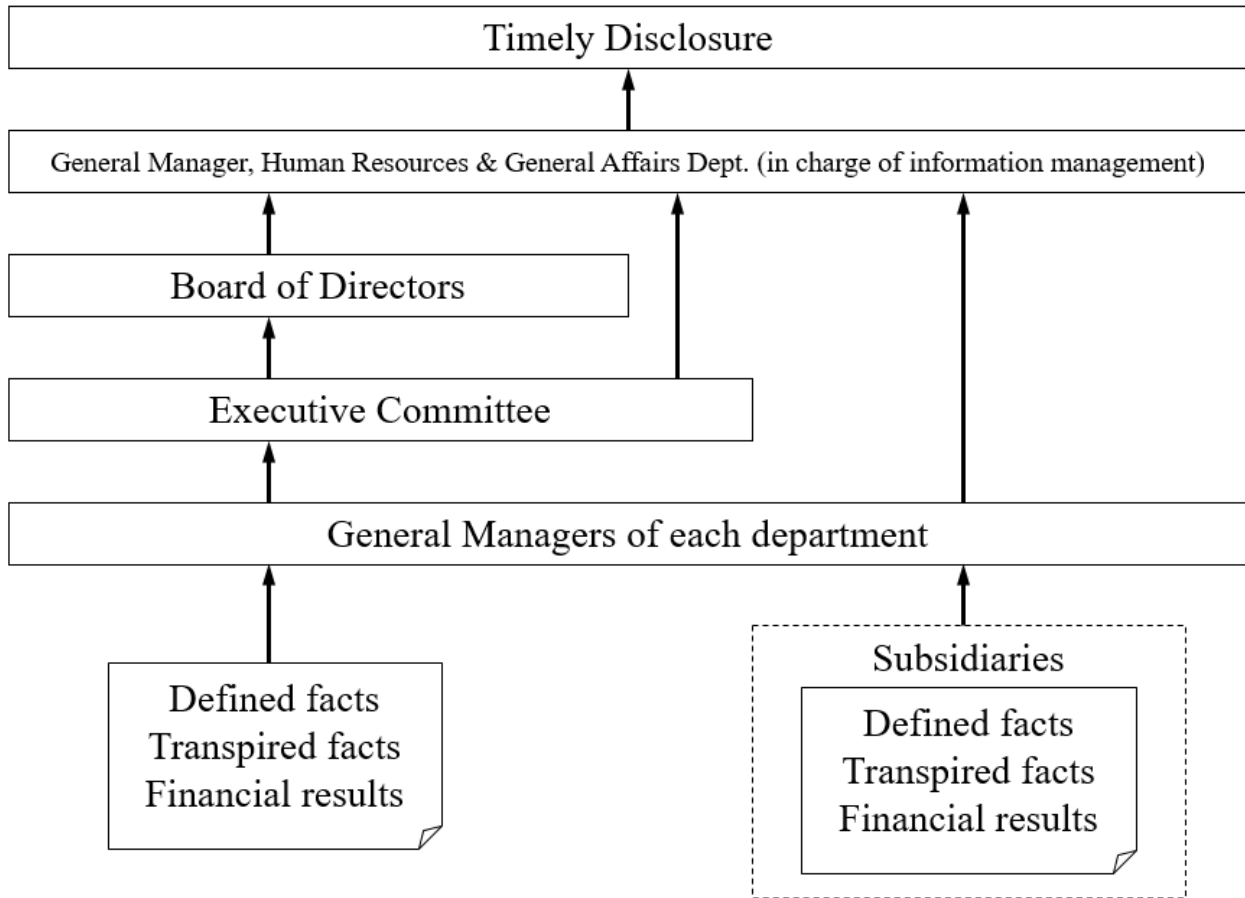 Timely Disclosure
General Manager, Human Resources & General Affairs Dept. (in charge of information management)
Board of Directors
Executive Committee
General Managers of each department
Defined facts
Transpired facts
Financial results
Subsidiaries
Defined facts
Transpired facts
Financial results